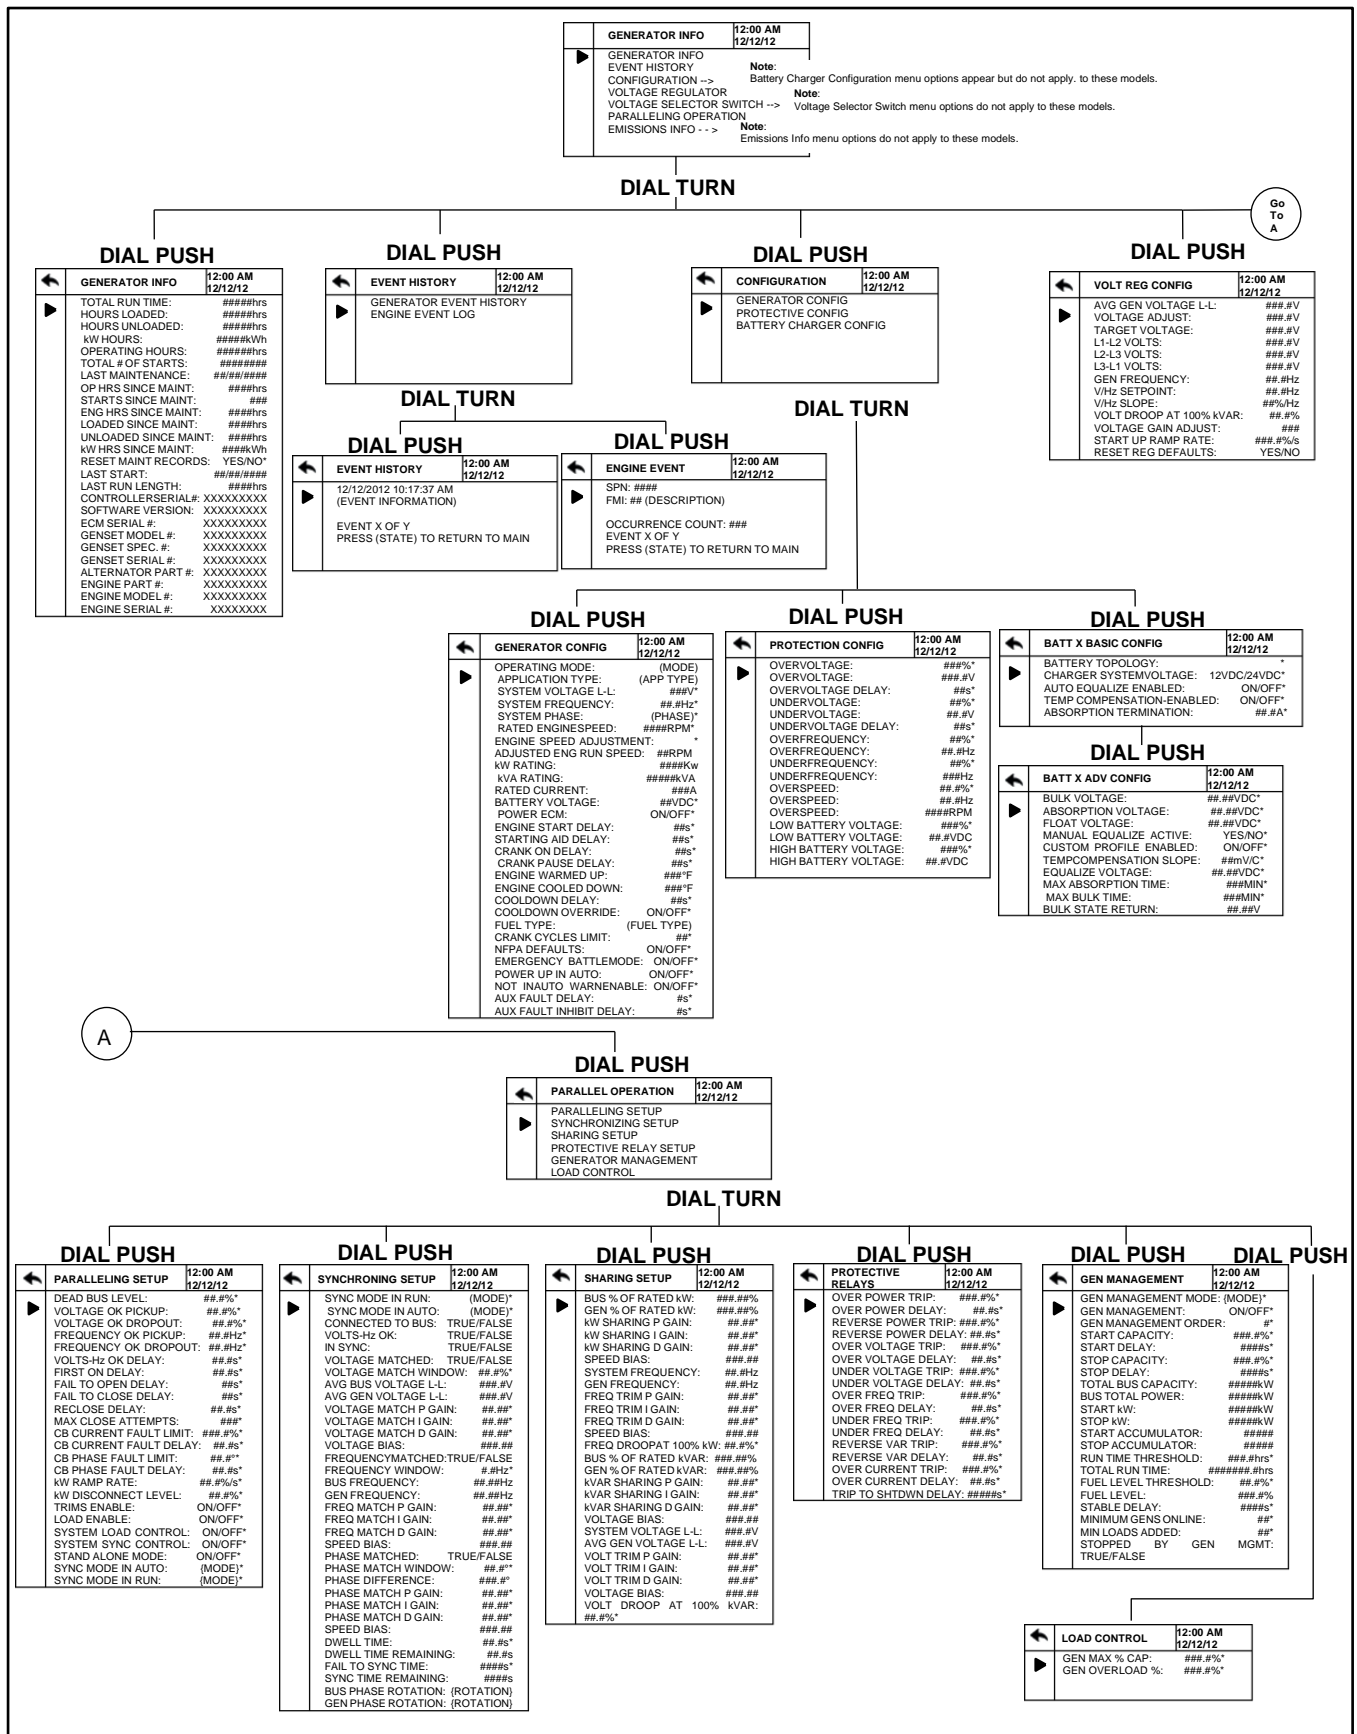 GENERATOR INFO
12:00 AM
12/12/12
GENERATOR INFO
EVENT HISTORY
CONFIGURATION -->
VOLTAGE REGULATOR
VOLTAGE SELECTOR SWITCH -->
PARALLELING OPERATION
EMISSIONS INFO - - >
Note:
Battery Charger Configuration menu options appear but do not apply. to these models.
Note:
Voltage Selector Switch menu options do not apply to these models.
Note:
Emissions Info menu options do not apply to these models.
DIAL TURN
Go
To
A
DIAL PUSH
GENERATOR INFO
12:00 AM
12/12/12
TOTAL RUN TIME: #####hrs
HOURS LOADED: #####hrs
HOURS UNLOADED: #####hrs
kW HOURS: #####kWh
OPERATING HOURS: ######hrs
TOTAL # OF STARTS: ########
LAST MAINTENANCE: ##/##/####
OP HRS SINCE MAINT: ####hrs
STARTS SINCE MAINT: ###
ENG HRS SINCE MAINT: ####hrs
LOADED SINCE MAINT: ####hrs
UNLOADED SINCE MAINT: ####hrs
kW HRS SINCE MAINT: ####kWh
RESET MAINT RECORDS: YES/NO*
LAST START: ##/##/####
LAST RUN LENGTH: ####hrs
CONTROLLERSERIAL#: XXXXXXXXX
SOFTWARE VERSION: XXXXXXXXX
ECM SERIAL #: XXXXXXXXX
GENSET MODEL #: XXXXXXXXX
GENSET SPEC. #: XXXXXXXXX
GENSET SERIAL #: XXXXXXXXX
ALTERNATOR PART #: XXXXXXXXX
ENGINE PART #: XXXXXXXXX
ENGINE MODEL #: XXXXXXXXX
ENGINE SERIAL #: XXXXXXXX
DIAL PUSH
EVENT HISTORY
12:00 AM
12/12/12
GENERATOR EVENT HISTORY
ENGINE EVENT LOG
DIAL PUSH
CONFIGURATION
12:00 AM
12/12/12
GENERATOR CONFIG
PROTECTIVE CONFIG
BATTERY CHARGER CONFIG
DIAL PUSH
VOLT REG CONFIG
12:00 AM
12/12/12
AVG GEN VOLTAGE L-L: ###.#V
VOLTAGE ADJUST: ###.#V
TARGET VOLTAGE: ###.#V
L1-L2 VOLTS: ###.#V
L2-L3 VOLTS: ###.#V
L3-L1 VOLTS: ###.#V
GEN FREQUENCY: ##.#Hz
V/Hz SETPOINT: ##.#Hz
V/Hz SLOPE: ##%/Hz
VOLT DROOP AT 100% kVAR: ##.#%
VOLTAGE GAIN ADJUST: ###
START UP RAMP RATE: ###.#%/s
RESET REG DEFAULTS: YES/NO
DIAL TURN
DIAL PUSH
EVENT HISTORY
12:00 AM
12/12/12
12/12/2012 10:17:37 AM
(EVENT INFORMATION)
EVENT X OF Y
PRESS (STATE) TO RETURN TO MAIN
DIAL PUSH
ENGINE EVENT
12:00 AM
12/12/12
SPN: ####
FMI: ## (DESCRIPTION)
OCCURRENCE COUNT: ###
EVENT X OF Y
PRESS (STATE) TO RETURN TO MAIN
DIAL TURN
DIAL PUSH
GENERATOR CONFIG
12:00 AM
12/12/12
OPERATING MODE: (MODE)
APPLICATION TYPE: (APP TYPE)
SYSTEM VOLTAGE L-L: ###V*
SYSTEM FREQUENCY: ##.#Hz*
SYSTEM PHASE: (PHASE)*
RATED ENGINESPEED: ####RPM*
ENGINE SPEED ADJUSTMENT: *
ADJUSTED ENG RUN SPEED: ##RPM
kW RATING: ####Kw
kVA RATING: #####kVA
RATED CURRENT: ###A
BATTERY VOLTAGE: ##VDC*
POWER ECM: ON/OFF*
ENGINE START DELAY: ##s*
STARTING AID DELAY: ##s*
CRANK ON DELAY: ##s*
CRANK PAUSE DELAY: ##s*
ENGINE WARMED UP: ###°F
ENGINE COOLED DOWN: ###°F
COOLDOWN DELAY: ##s*
COOLDOWN OVERRIDE: ON/OFF*
FUEL TYPE: (FUEL TYPE)
CRANK CYCLES LIMIT: ##*
NFPA DEFAULTS: ON/OFF*
EMERGENCY BATTLEMODE: ON/OFF*
POWER UP IN AUTO: ON/OFF*
NOT INAUTO WARNENABLE: ON/OFF*
AUX FAULT DELAY: #s*
AUX FAULT INHIBIT DELAY: #s*
DIAL PUSH
PROTECTION CONFIG
12:00 AM
12/12/12
OVERVOLTAGE: ###%*
OVERVOLTAGE: ###.#V
OVERVOLTAGE DELAY: ##s*
UNDERVOLTAGE: ##%*
UNDERVOLTAGE: ##.#V
UNDERVOLTAGE DELAY: ##s*
OVERFREQUENCY: ##%*
OVERFREQUENCY: ##.#Hz
UNDERFREQUENCY: ##%*
UNDERFREQUENCY: ###Hz
OVERSPEED: ##.#%*
OVERSPEED: ##.#Hz
OVERSPEED: ####RPM
LOW BATTERY VOLTAGE: ###%*
LOW BATTERY VOLTAGE: ##.#VDC
HIGH BATTERY VOLTAGE: ###%*
HIGH BATTERY VOLTAGE: ##.#VDC
DIAL PUSH
BATT X BASIC CONFIG
12:00 AM
12/12/12
BATTERY TOPOLOGY: *
CHARGER SYSTEMVOLTAGE: 12VDC/24VDC*
AUTO EQUALIZE ENABLED: ON/OFF*
TEMP COMPENSATION-ENABLED: ON/OFF*
ABSORPTION TERMINATION: ##.#A*
DIAL PUSH
BATT X ADV CONFIG
12:00 AM
12/12/12
BULK VOLTAGE: ##.##VDC*
ABSORPTION VOLTAGE: ##.##VDC*
FLOAT VOLTAGE: ##.##VDC*
MANUAL EQUALIZE ACTIVE: YES/NO*
CUSTOM PROFILE ENABLED: ON/OFF*
TEMPCOMPENSATION SLOPE: ##mV/C*
EQUALIZE VOLTAGE: ##.##VDC*
MAX ABSORPTION TIME: ###MIN*
MAX BULK TIME: ###MIN*
BULK STATE RETURN: ##.##V
A
DIAL PUSH
PARALLEL OPERATION
12:00 AM
12/12/12
PARALLELING SETUP
SYNCHRONIZING SETUP
SHARING SETUP
PROTECTIVE RELAY SETUP
GENERATOR MANAGEMENT
LOAD CONTROL
DIAL TURN
DIAL PUSH
PARALLELING SETUP
12:00 AM
12/12/12
DEAD BUS LEVEL: ##.#%*
VOLTAGE OK PICKUP: ##.#%*
VOLTAGE OK DROPOUT: ##.#%*
FREQUENCY OK PICKUP: ##.#Hz*
FREQUENCY OK DROPOUT: ##.#Hz*
VOLTS-Hz OK DELAY: ##.#s*
FIRST ON DELAY: ##.#s
FAIL TO OPEN DELAY: ##s*
FAIL TO CLOSE DELAY: ##s
RECLOSE DELAY: ##.#s*
MAX CLOSE ATTEMPTS: ###*
CB CURRENT FAULT LIMIT: ###.#%*
CB CURRENT FAULT DELAY: ##.#s*
CB PHASE FAULT LIMIT: ##.#°*
CB PHASE FAULT DELAY: ##.#s*
kW RAMP RATE: ##.#%/s*
kW DISCONNECT LEVEL: ##.#%*
TRIMS ENABLE: ON/OFF*
LOAD ENABLE: ON/OFF*
SYSTEM LOAD CONTROL: ON/OFF*
SYSTEM SYNC CONTROL: ON/OFF*
STAND ALONE MODE: ON/OFF*
SYNC MODE IN AUTO: {MODE}*
SYNC MODE IN RUN: {MODE}*
DIAL PUSH
SYNCHRONING SETUP
12:00 AM
12/12/12
SYNC MODE IN RUN: (MODE)*
SYNC MODE IN AUTO: (MODE)*
CONNECTED TO BUS: TRUE/FALSE
VOLTS-Hz OK: TRUE/FALSE
IN SYNC: TRUE/FALSE
VOLTAGE MATCHED: TRUE/FALSE
VOLTAGE MATCH WINDOW: ##.#%*
AVG BUS VOLTAGE L-L: ###.#V
AVG GEN VOLTAGE L-L: ###.#V
VOLTAGE MATCH P GAIN: ##.##*
VOLTAGE MATCH I GAIN: ##.##*
VOLTAGE MATCH D GAIN: ##.##*
VOLTAGE BIAS: ###.##
FREQUENCYMATCHED:TRUE/FALSE
FREQUENCY WINDOW: #.#Hz*
BUS FREQUENCY: ##.##Hz
GEN FREQUENCY: ##.##Hz
FREQ MATCH P GAIN: ##.##*
FREQ MATCH I GAIN: ##.##*
FREQ MATCH D GAIN: ##.##*
SPEED BIAS: ###.##
PHASE MATCHED: TRUE/FALSE
PHASE MATCH WINDOW: ##.#°*
PHASE DIFFERENCE: ###.#°
PHASE MATCH P GAIN: ##.##*
PHASE MATCH I GAIN: ##.##*
PHASE MATCH D GAIN: ##.##*
SPEED BIAS: ###.##
DWELL TIME: ##.#s*
DWELL TIME REMAINING: ##.#s
FAIL TO SYNC TIME: ####s*
SYNC TIME REMAINING: ####s
BUS PHASE ROTATION: {ROTATION}
GEN PHASE ROTATION: {ROTATION}
DIAL PUSH
SHARING SETUP
12:00 AM
12/12/12
BUS % OF RATED kW: ###.##%
GEN % OF RATED kW: ###.##%
kW SHARING P GAIN: ##.##*
kW SHARING I GAIN: ##.##*
kW SHARING D GAIN: ##.##*
SPEED BIAS: ###.##
SYSTEM FREQUENCY: ##.#Hz
GEN FREQUENCY: ##.#Hz
FREQ TRIM P GAIN: ##.##*
FREQ TRIM I GAIN: ##.##*
FREQ TRIM D GAIN: ##.##*
SPEED BIAS: ###.##
FREQ DROOPAT 100% kW: ##.#%*
BUS % OF RATED kVAR: ###.##%
GEN % OF RATED kVAR: ###.##%
kVAR SHARING P GAIN: ##.##*
kVAR SHARING I GAIN: ##.##*
kVAR SHARING D GAIN: ##.##*
VOLTAGE BIAS: ###.##
SYSTEM VOLTAGE L-L: ###.#V
AVG GEN VOLTAGE L-L: ###.#V
VOLT TRIM P GAIN: ##.##*
VOLT TRIM I GAIN: ##.##*
VOLT TRIM D GAIN: ##.##*
VOLTAGE BIAS: ###.##
VOLT DROOP AT 100% kVAR:
##.#%*
DIAL PUSH
PROTECTIVE
RELAYS
12:00 AM
12/12/12
OVER POWER TRIP: ###.#%*
OVER POWER DELAY: ##.#s*
REVERSE POWER TRIP: ###.#%*
REVERSE POWER DELAY: ##.#s*
OVER VOLTAGE TRIP: ###.#%*
OVER VOLTAGE DELAY: ##.#s*
UNDER VOLTAGE TRIP: ###.#%*
UNDER VOLTAGE DELAY: ##.#s*
OVER FREQ TRIP: ###.#%*
OVER FREQ DELAY: ##.#s*
UNDER FREQ TRIP: ###.#%*
UNDER FREQ DELAY: ##.#s*
REVERSE VAR TRIP: ###.#%*
REVERSE VAR DELAY: ##.#s*
OVER CURRENT TRIP: ###.#%*
OVER CURRENT DELAY: ##.#s*
TRIP TO SHTDWN DELAY: #####s*
DIAL PUSH
GEN MANAGEMENT
12:00 AM
12/12/12
GEN MANAGEMENT MODE: {MODE}*
GEN MANAGEMENT: ON/OFF*
GEN MANAGEMENT ORDER: #*
START CAPACITY: ###.#%*
START DELAY: ####s*
STOP CAPACITY: ###.#%*
STOP DELAY: ####s*
TOTAL BUS CAPACITY: #####kW
BUS TOTAL POWER: #####kW
START kW: #####kW
STOP kW: #####kW
START ACCUMULATOR: #####
STOP ACCUMULATOR: #####
RUN TIME THRESHOLD: ###.#hrs*
TOTAL RUN TIME: #######.#hrs
FUEL LEVEL THRESHOLD: ##.#%*
FUEL LEVEL: ###.#%
STABLE DELAY: ####s*
MINIMUM GENS ONLINE: ##*
MIN LOADS ADDED: ##*
STOPPED BY GEN MGMT:
TRUE/FALSE
DIAL PUSH
LOAD CONTROL
12:00 AM
12/12/12
GEN MAX % CAP: ###.#%*
GEN OVERLOAD %: ###.#%*